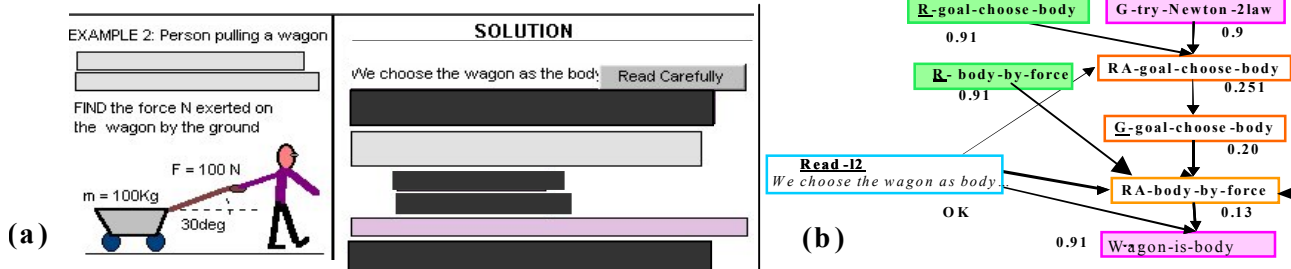 EXAMPLE 2: Person pulling a wagon
FIND the force N exerted on
the wagon by the ground
F = 100 N
m = 100Kg
30deg
(a)
SOLUTION
We choose the wagon as the body
Read Carefully
R-goal-choose-body
0.91
G-try-Newton-2law
0.9
R- body-by-force
0.91
RA-goal-choose-body
0.251
G-goal-choose-body
0.20
Read-l2
We choose the wagon as body..
OK
RA-body-by-force
0.13
(b)
0.91
Wagon-is-body